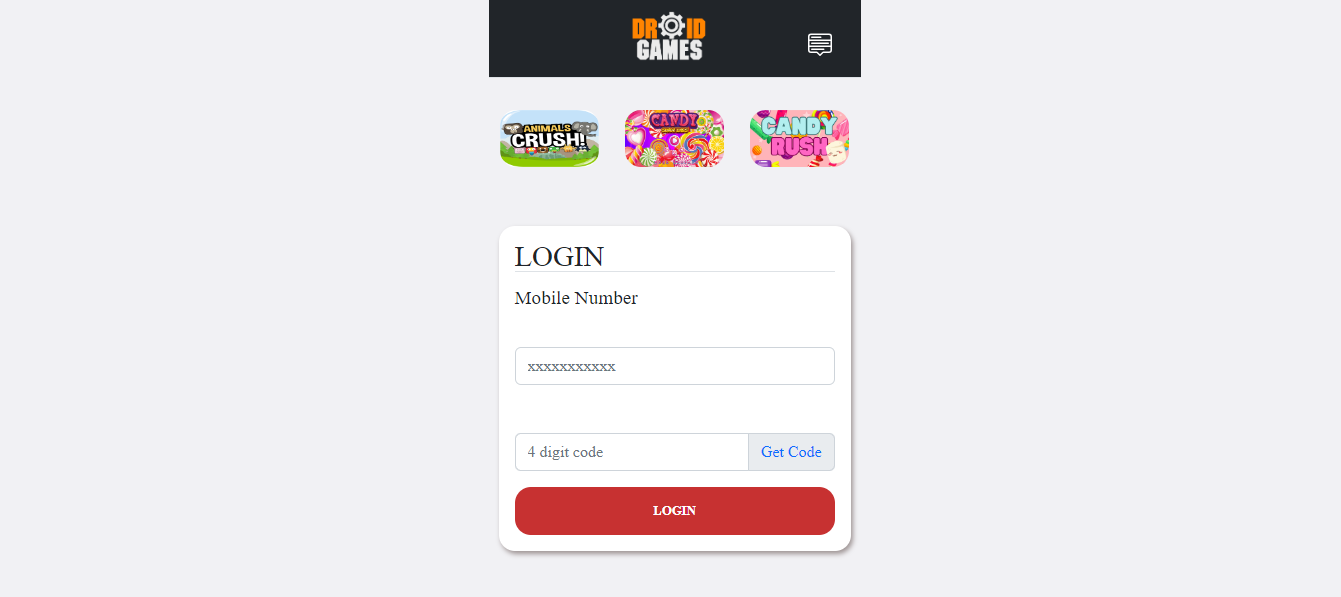 DROID
GAMES
ANIMALS
CRUSH!
CANDY
CANDY
RUSH
LOGIN
Mobile Number
xxxxxxxxxxx
4 digit code
Get Code
LOGIN